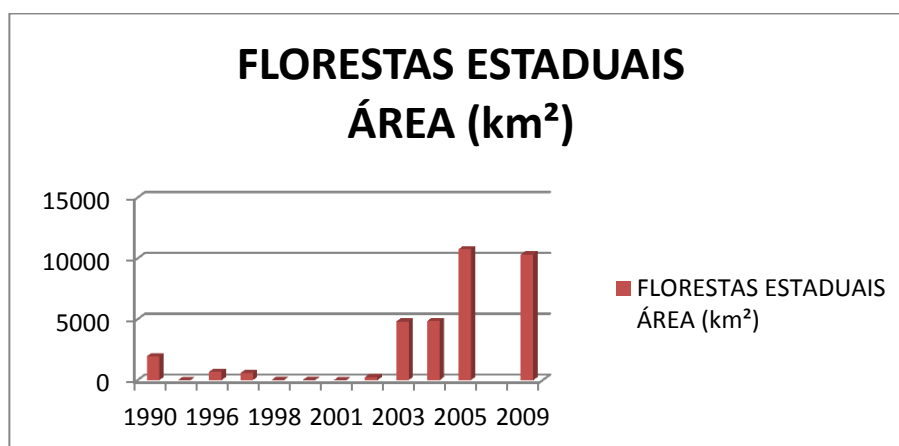 FLORESTAS ESTADUAIS
ÁREA (km²)
15000
10000
5000
0
1990 1996 1998 2001 2003 2005 2009
FLORESTAS ESTADUAIS
ÁREA (km²)